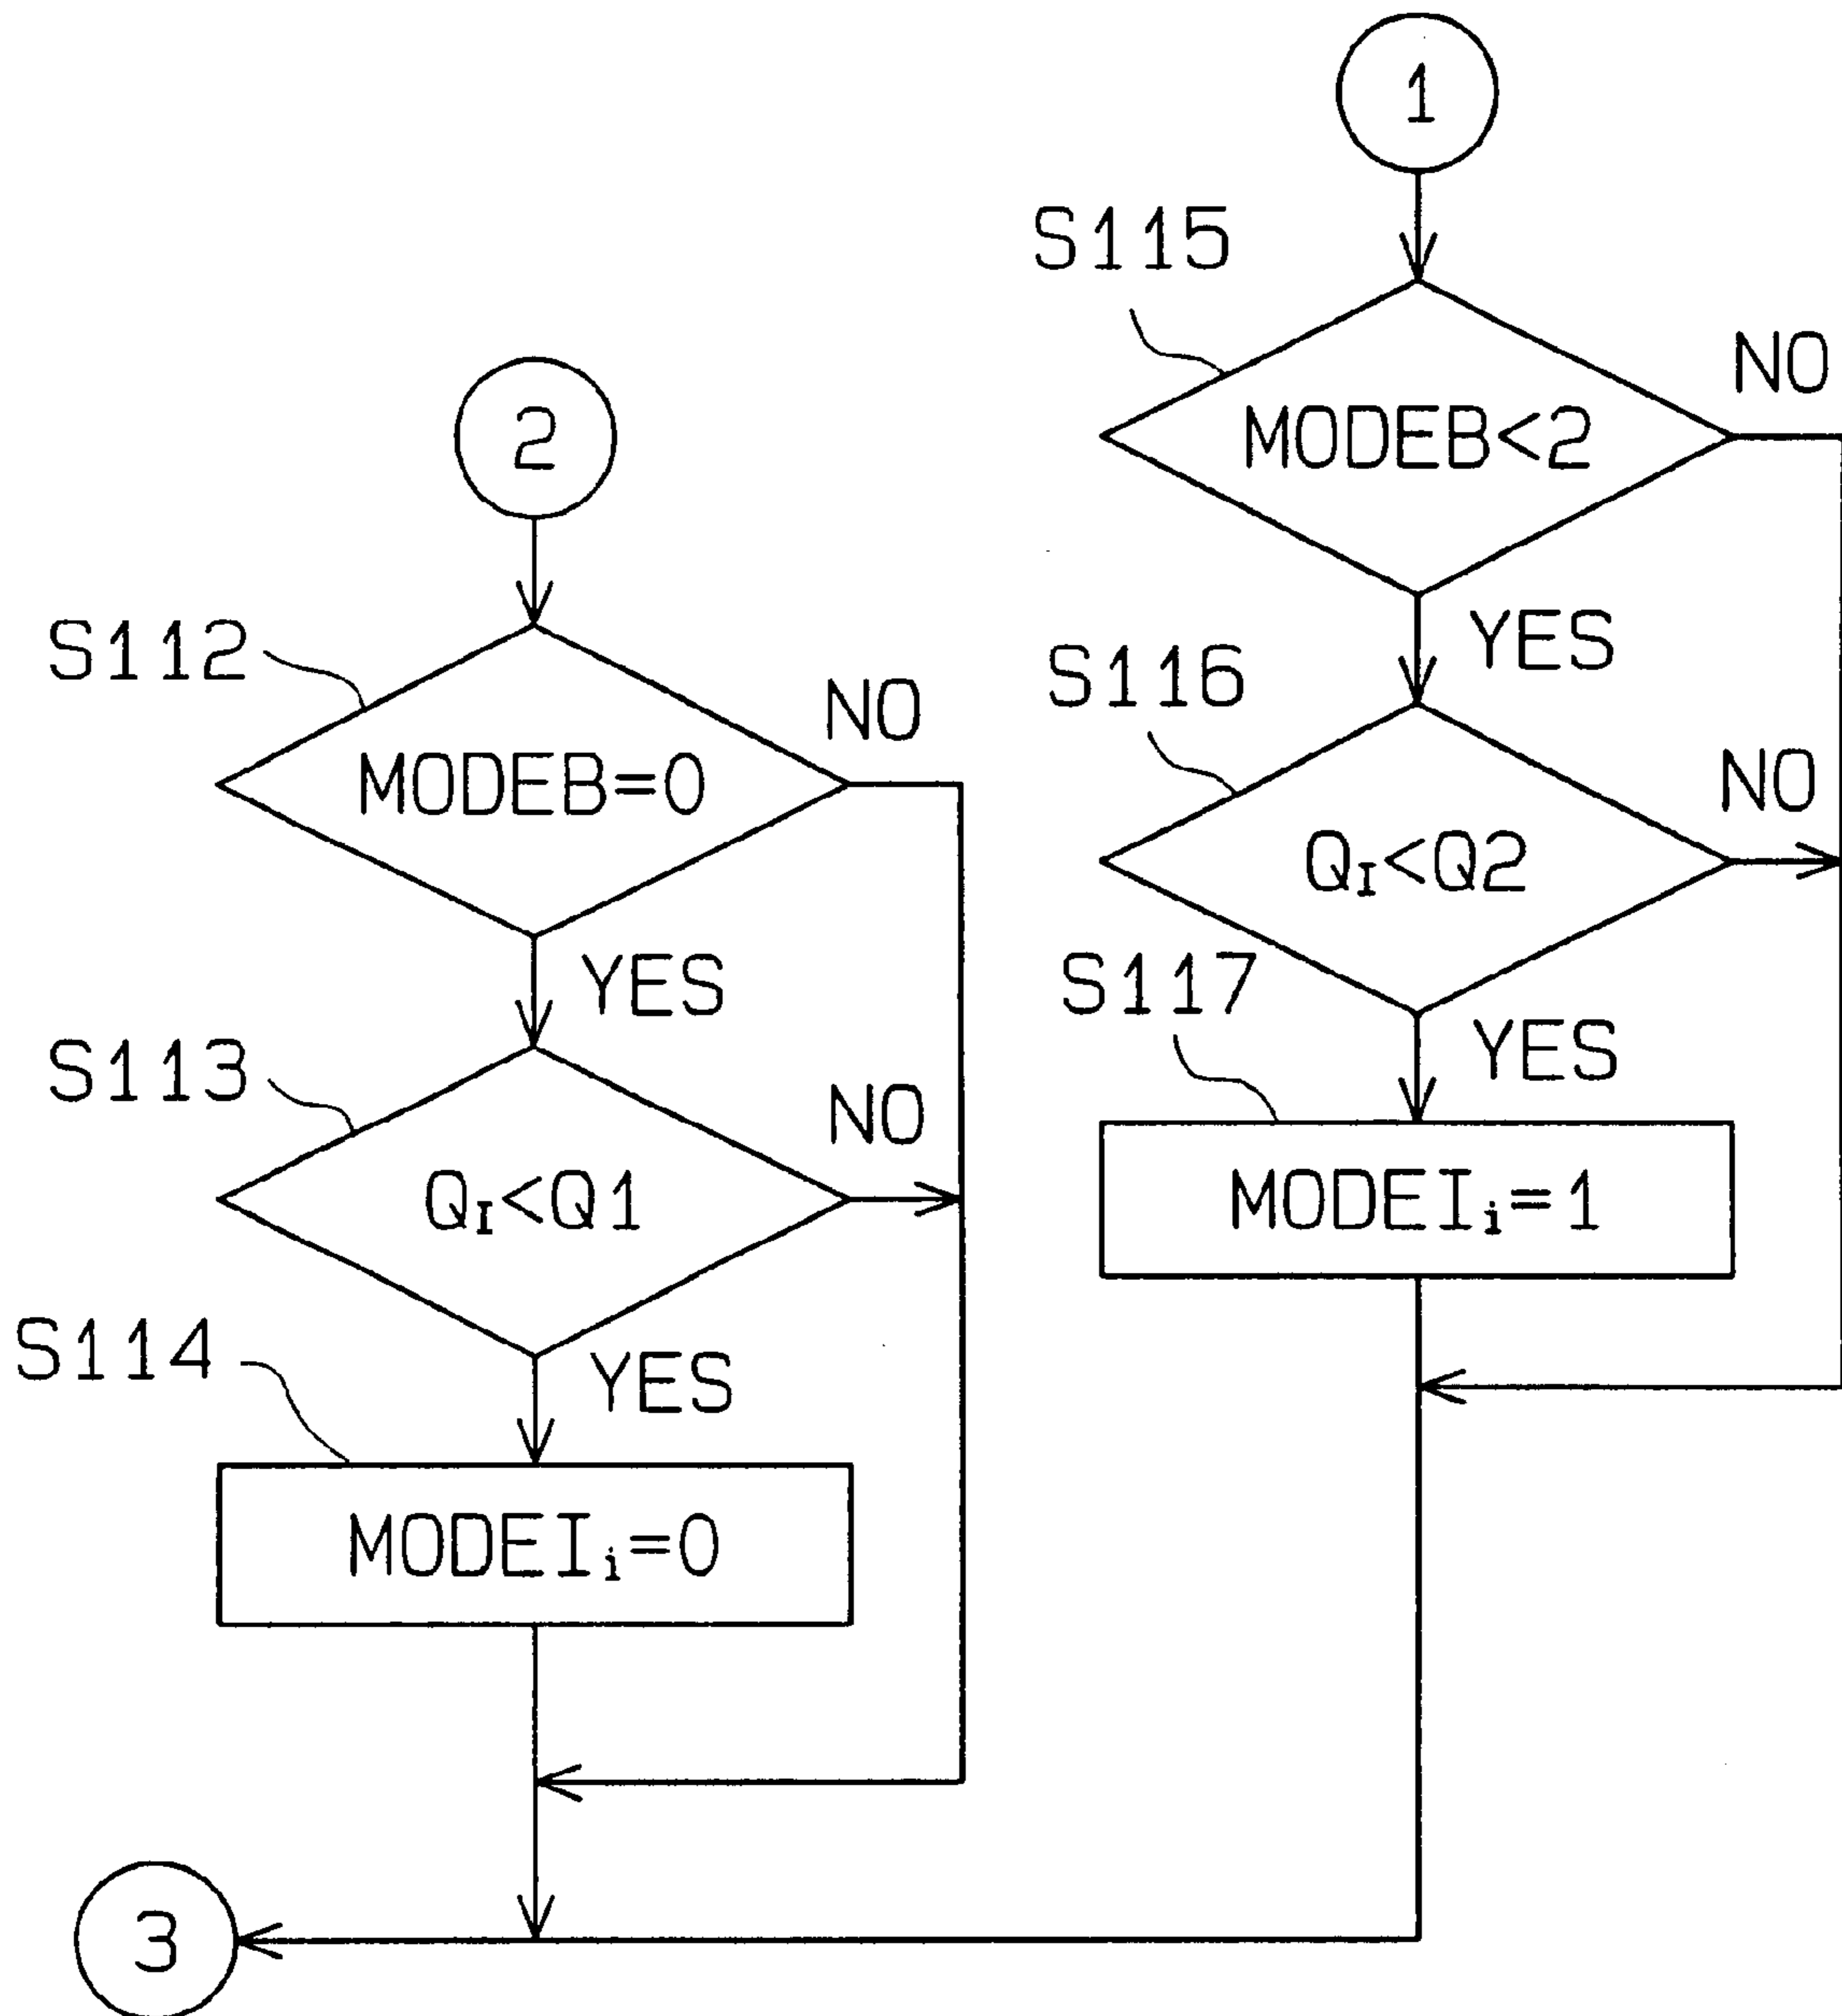 1
S115
MODEB<2
NO
YES
S116
QI<Q2
NO
YES
S117
MODEIi=1
2
S112
MODEB=0
NO
YES
S113
QI<Q1
NO
YES
S114
MODEIi=0
3